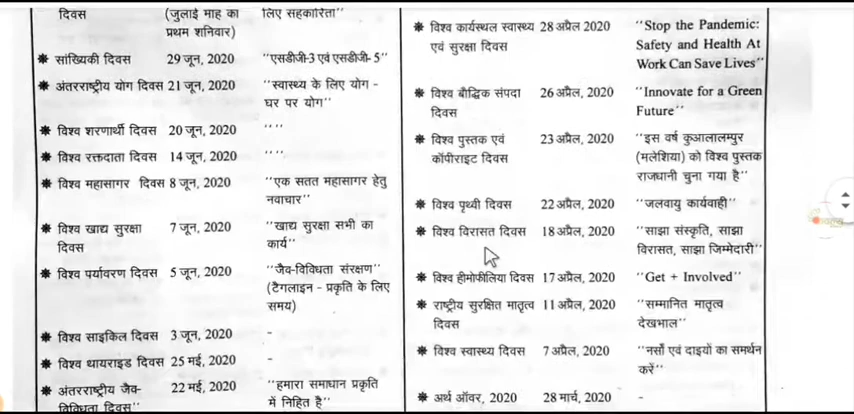 दिवस (जुलाई माह का लिए सहकारिता"
प्रथम शनिवार)
✱ सांख्यिकी दिवस 29 जून, 2020 "एसडीजी-3 एवं एसडीजी- 5"
✱ अंतरराष्ट्रीय योग दिवस 21 जून, 2020 "स्वास्थ्य के लिए योग -
घर पर योग"
✱ विश्व शरणार्थी दिवस 20 जून, 2020 " "
✱ विश्व रक्तदाता दिवस 14 जून, 2020 " "
✱ विश्व महासागर दिवस 8 जून, 2020 "एक सतत महासागर हेतु
नवाचार"
✱ विश्व खाद्य सुरक्षा 7 जून, 2020 "खाद्य सुरक्षा सभी का
दिवस कार्य"
✱ विश्व पर्यावरण दिवस 5 जून, 2020 "जैव-विविधता संरक्षण"
(टैगलाइन - प्रकृति के लिए
समय)
✱ विश्व साइकिल दिवस 3 जून, 2020 -
✱ विश्व थायराइड दिवस 25 मई, 2020 -
✱ अंतरराष्ट्रीय जैव- 22 मई, 2020 "हमारा समाधान प्रकृति
विविधता दिवस" में निहित है"
✱ विश्व कार्यस्थल स्वास्थ्य 28 अप्रैल, 2020 "Stop the Pandemic:
एवं सुरक्षा दिवस Safety and Health At
Work Can Save Lives"
✱ विश्व बौद्धिक संपदा 26 अप्रैल, 2020 "Innovate for a Green
दिवस Future"
✱ विश्व पुस्तक एवं 23 अप्रैल, 2020 "इस वर्ष कुआलालम्पुर
कॉपीराइट दिवस (मलेशिया) को विश्व पुस्तक
राजधानी चुना गया है"
✱ विश्व पृथ्वी दिवस 22 अप्रैल, 2020 "जलवायु कार्यवाही"
✱ विश्व विरासत दिवस 18 अप्रैल, 2020 "साझा संस्कृति, साझा
विरासत, साझा जिम्मेदारी"
✱ विश्व हीमोफीलिया दिवस 17 अप्रैल, 2020 "Get + Involved"
✱ राष्ट्रीय सुरक्षित मातृत्व 11 अप्रैल, 2020 "सम्मानित मातृत्व
दिवस देखभाल"
✱ विश्व स्वास्थ्य दिवस 7 अप्रैल, 2020 "नर्सों एवं दाइयों का समर्थन
करें"
✱ अर्थ ऑवर, 2020 28 मार्च, 2020 -